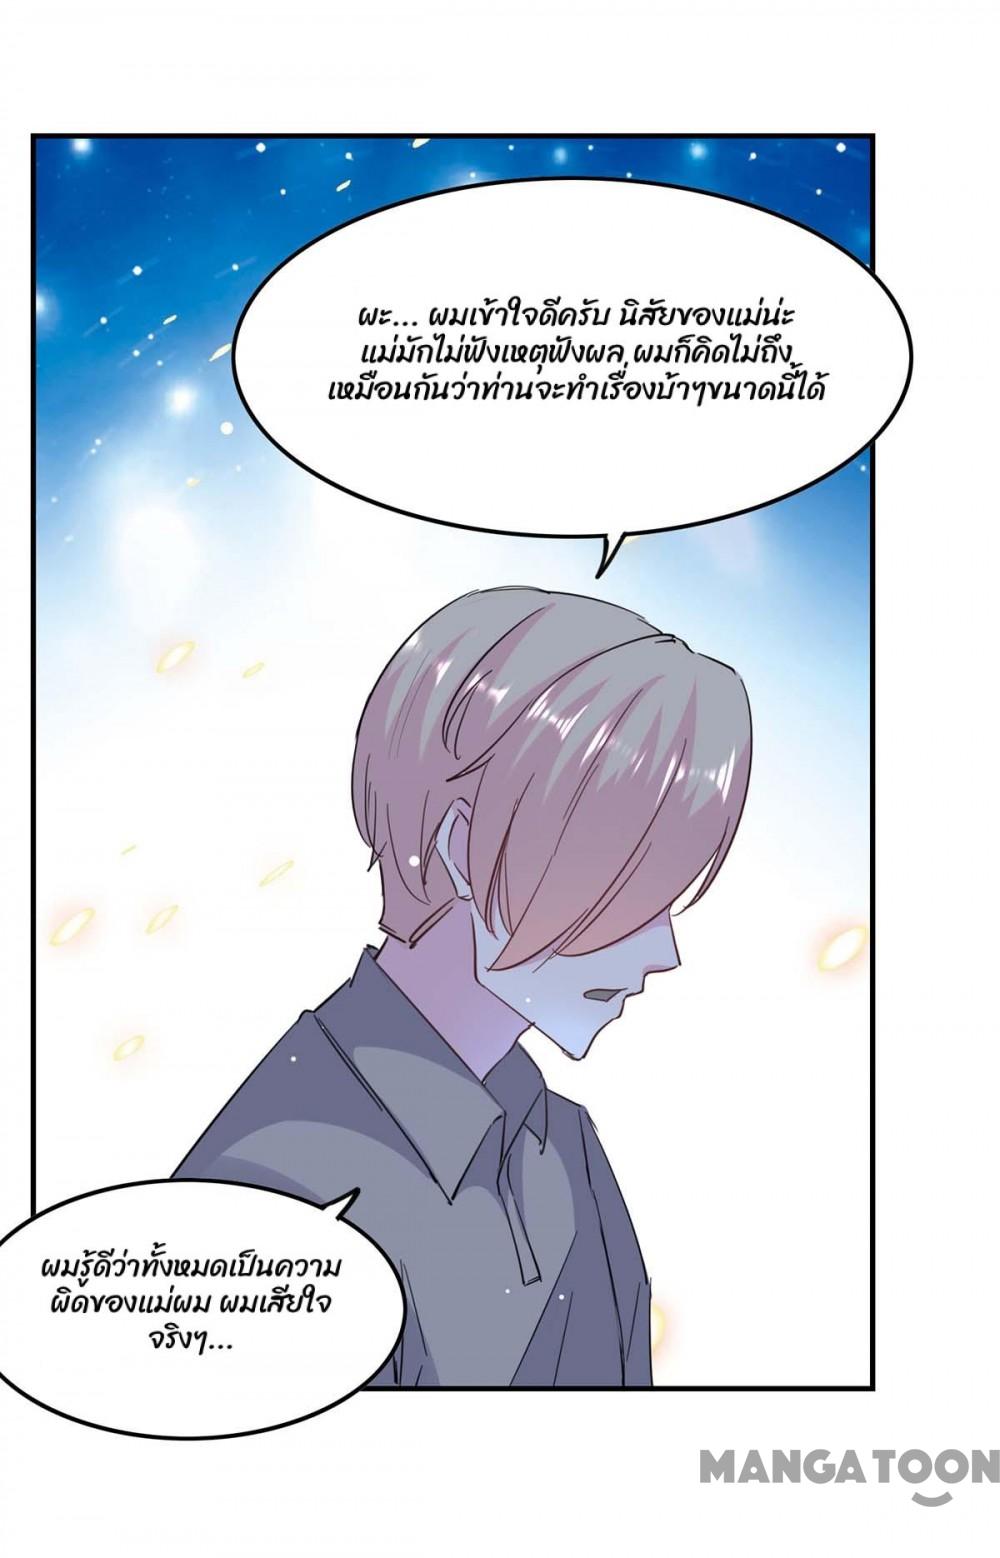 ผะ... ผมเข้าใจดีครับ นิสัยของแม่น่ะ
แม่มักไม่ฟังเหตุฟังผล ผมก็คิดไม่ถึง
เหมือนกันว่าท่านจะทำเรื่องบ้าๆขนาดนี้ได้
ผมรู้ดีว่าทั้งหมดเป็นความ
ผิดของแม่ผม ผมเสียใจ
จริงๆ...
MANGATOON